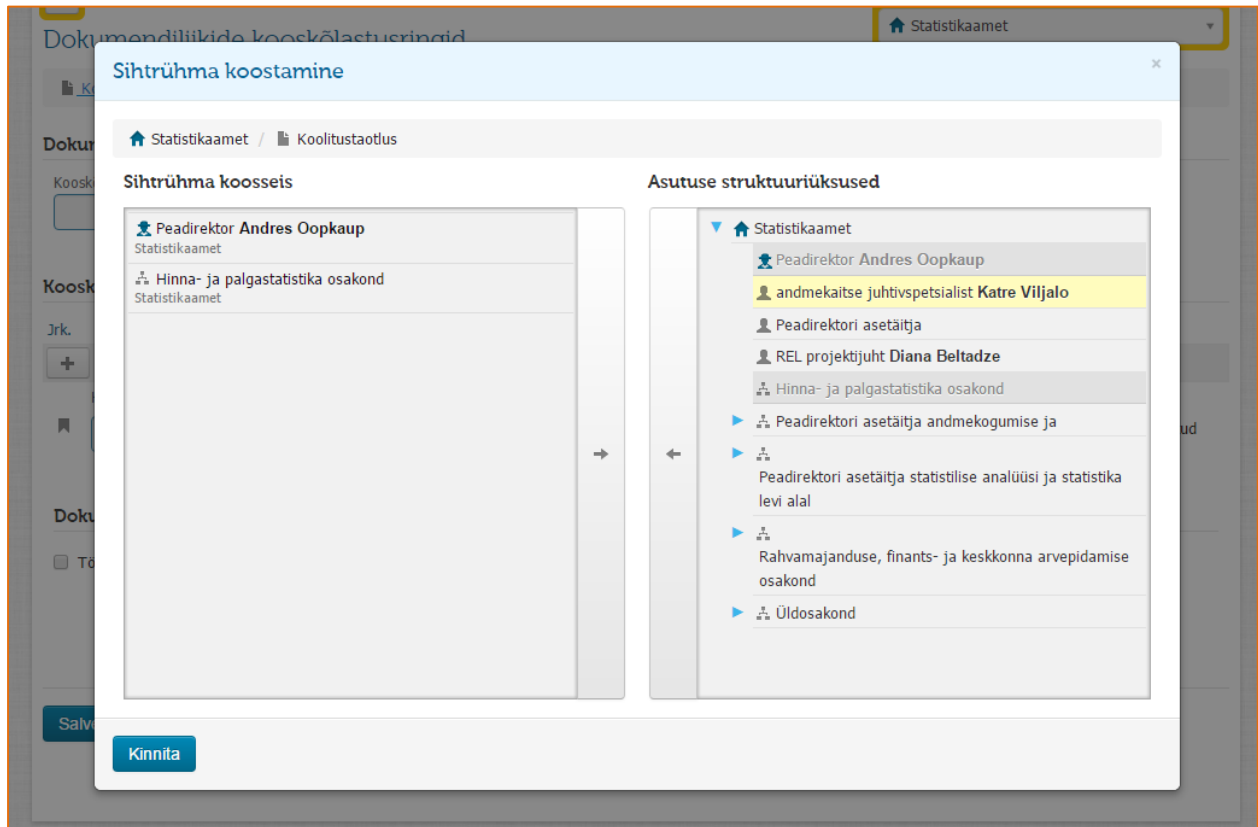 Statistikaamet
Dokumendiliikide kooskõlastusringid
Sihtrühma koostamine
×
Statistikaamet / Koolitustaotlus
Sihtrühma koosseis
Asutuse struktuuriüksused
Peadirektor Andres Oopkaup
Statistikaamet
Hinna- ja palgastatistika osakond
Statistikaamet
Statistikaamet
Peadirektor Andres Oopkaup
andmekaitse juhtivspetsialist Katre Viljalo
Peadirektori asetäitja
REL projektijuht Diana Beltadze
Hinna- ja palgastatistika osakond
Peadirektori asetäitja andmekogumise ja
Peadirektori asetäitja statistilise analüüsi ja statistika
levi alal
Rahvamajanduse, finants- ja keskkonna arvepidamise
osakond
Üldosakond
Kinnita
Jrk.
ud